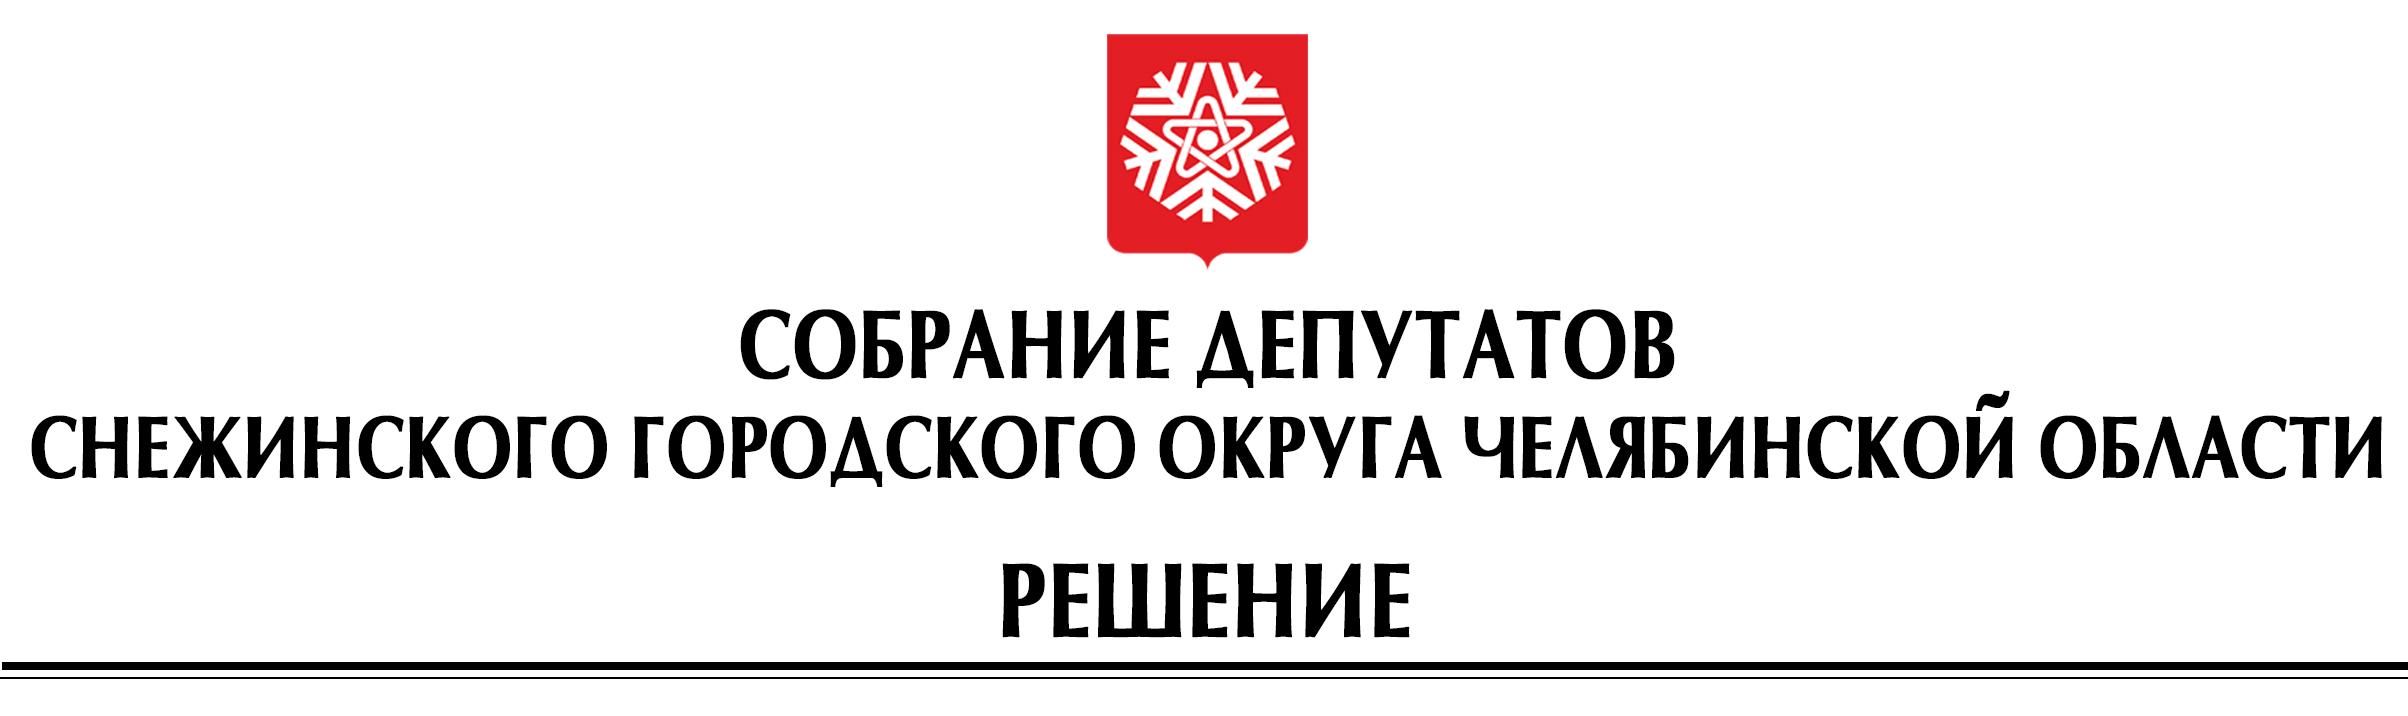 СОБРАНИЕ ДЕПУТАТОВ
СНЕЖИНСКОГО ГОРОДСКОГО ОКРУГА ЧЕЛЯБИНСКОЙ ОБЛАСТИ
РЕШЕНИЕ